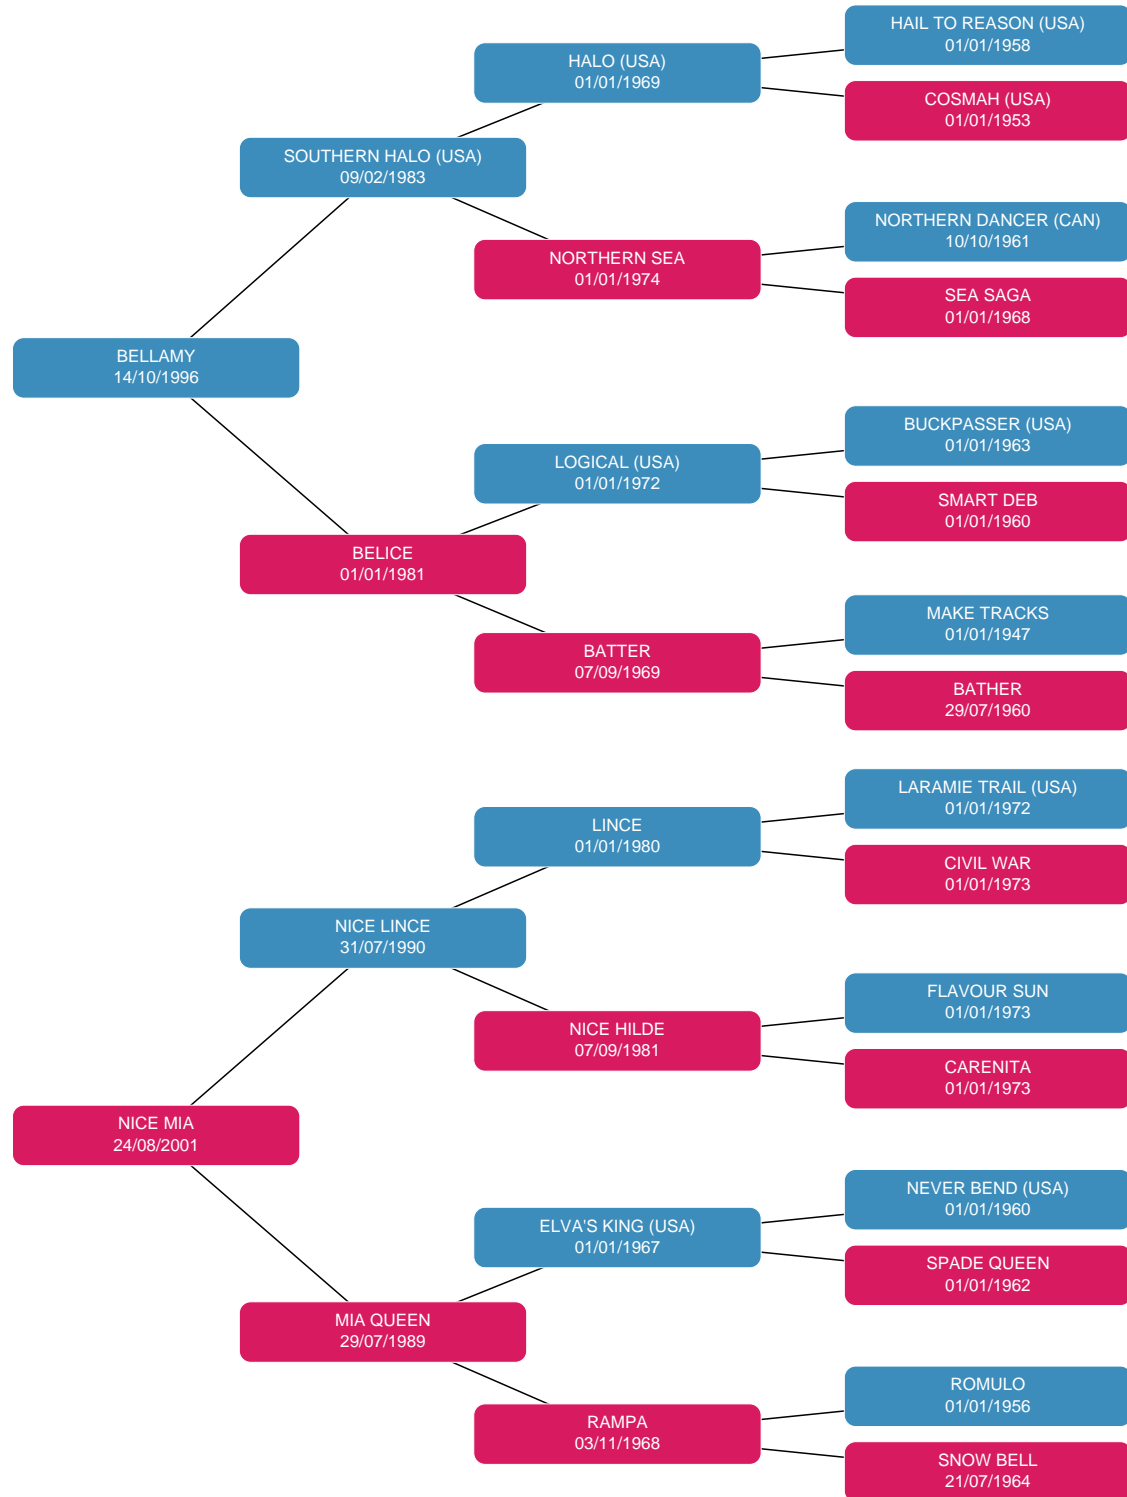 HAIL TO REASON (USA)
01/01/1958
HALO (USA)
01/01/1969
COSMAH (USA)
01/01/1953
SOUTHERN HALO (USA)
09/02/1983
NORTHERN DANCER (CAN)
10/10/1961
NORTHERN SEA
01/01/1974
SEA SAGA
01/01/1968
BELLAMY
14/10/1996
BUCKPASSER (USA)
01/01/1963
LOGICAL (USA)
01/01/1972
SMART DEB
01/01/1960
BELICE
01/01/1981
MAKE TRACKS
01/01/1947
BATTER
07/09/1969
BATHER
29/07/1960
LARAMIE TRAIL (USA)
01/01/1972
LINCE
01/01/1980
CIVIL WAR
01/01/1973
NICE LINCE
31/07/1990
FLAVOUR SUN
01/01/1973
NICE HILDE
07/09/1981
CARENITA
01/01/1973
NICE MIA
24/08/2001
NEVER BEND (USA)
01/01/1960
ELVA'S KING (USA)
01/01/1967
SPADE QUEEN
01/01/1962
MIA QUEEN
29/07/1989
ROMULO
01/01/1956
RAMPA
03/11/1968
SNOW BELL
21/07/1964